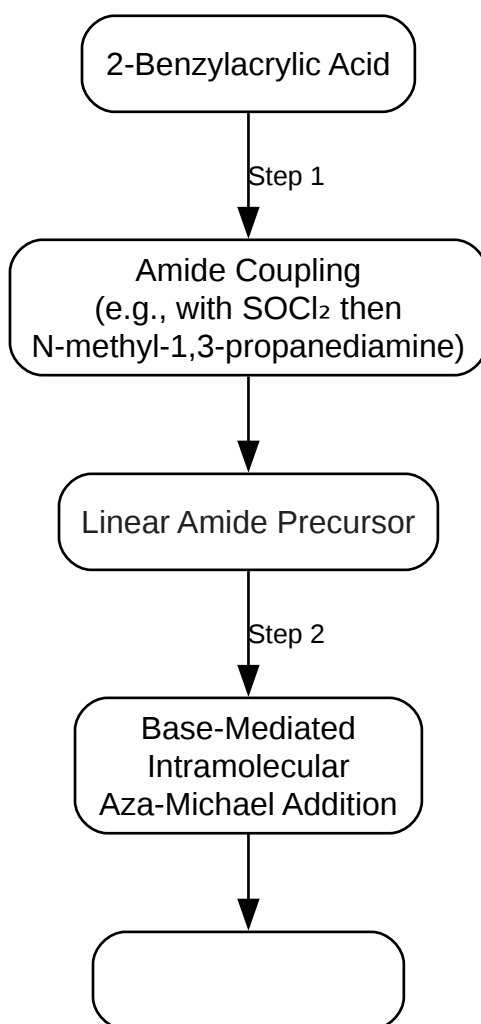 2-Benzylacrylic Acid
Step 1
Amide Coupling
(e.g., with SOCl₂ then
N-methyl-1,3-propanediamine)
Linear Amide Precursor
Step 2
Base-Mediated
Intramolecular
Aza-Michael Addition